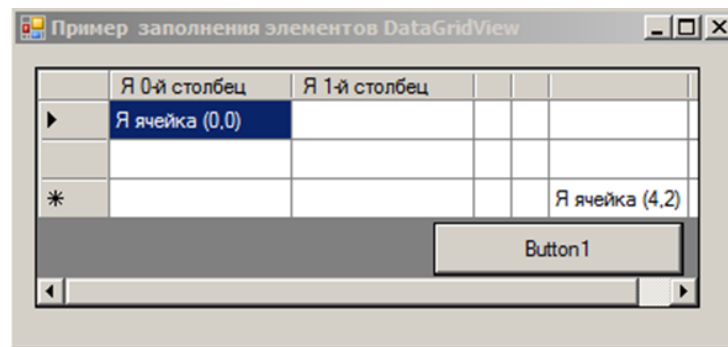 Пример заполнения элементов DataGridView
Я 0-й столбец Я 1-й столбец
Я ячейка (0,0)
Я ячейка (4,2)
Button1